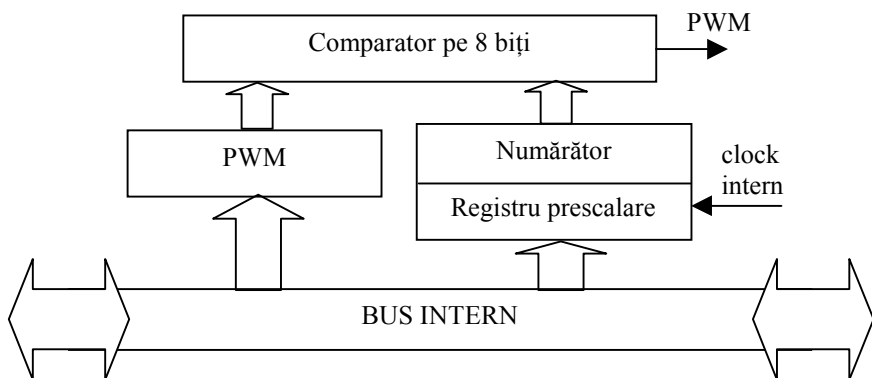 PWM
Comparator pe 8 biți
PWM
Numărător
clock
intern
Registru prescalare
BUS INTERN